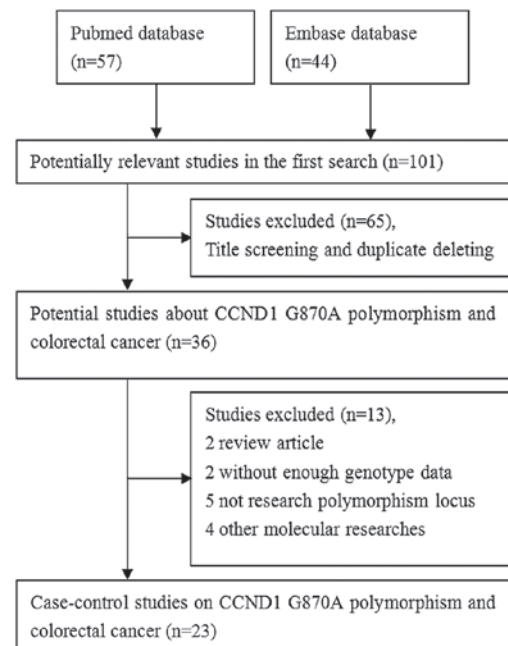 Pubmed database
(n=57)
Embase database
(n=44)
Potentially relevant studies in the first search (n=101)
Studies excluded (n=65),
Title screening and duplicate deleting
Potential studies about CCND1 G870A polymorphism and
colorectal cancer (n=36)
Studies excluded (n=13),
2 review article
2 without enough genotype data
5 not research polymorphism locus
4 other molecular researches
Case-control studies on CCND1 G870A polymorphism and
colorectal cancer (n=23)